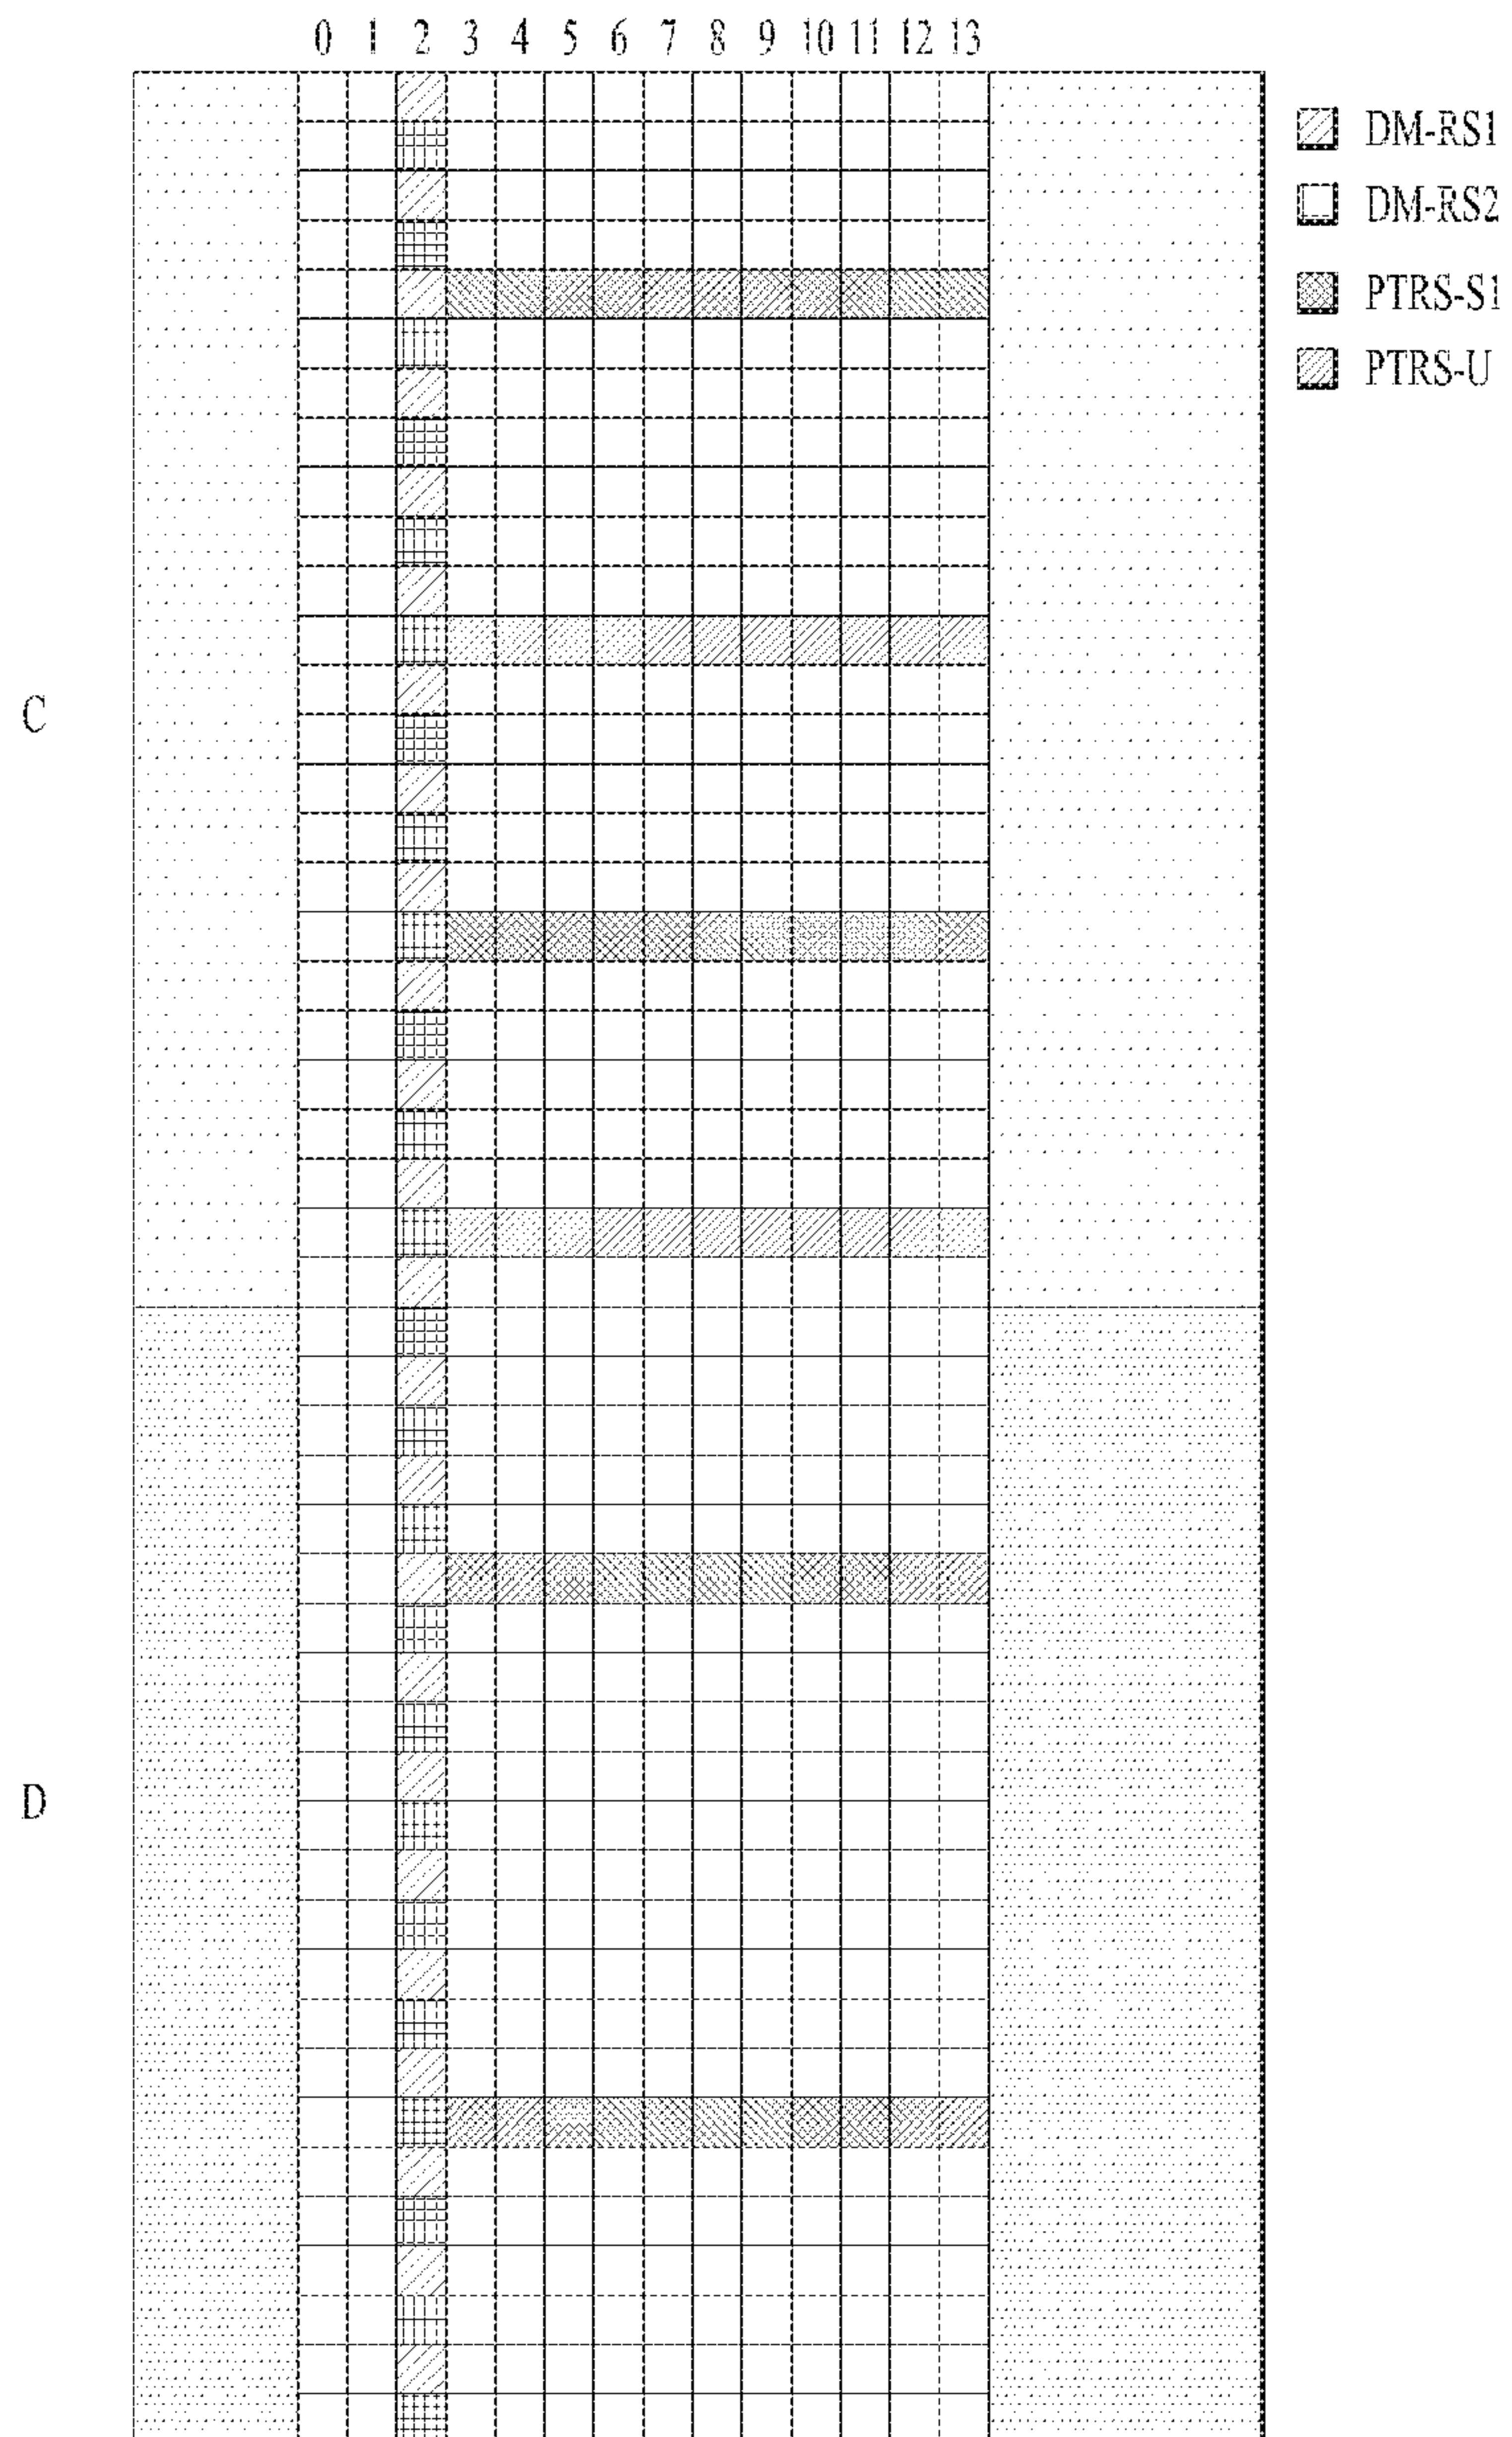 0 1 2 3 4 5 6 7 8 9 10 11 12 13
DM-RS1
DM-RS2
PTRS-S1
PTRS-U
C
D